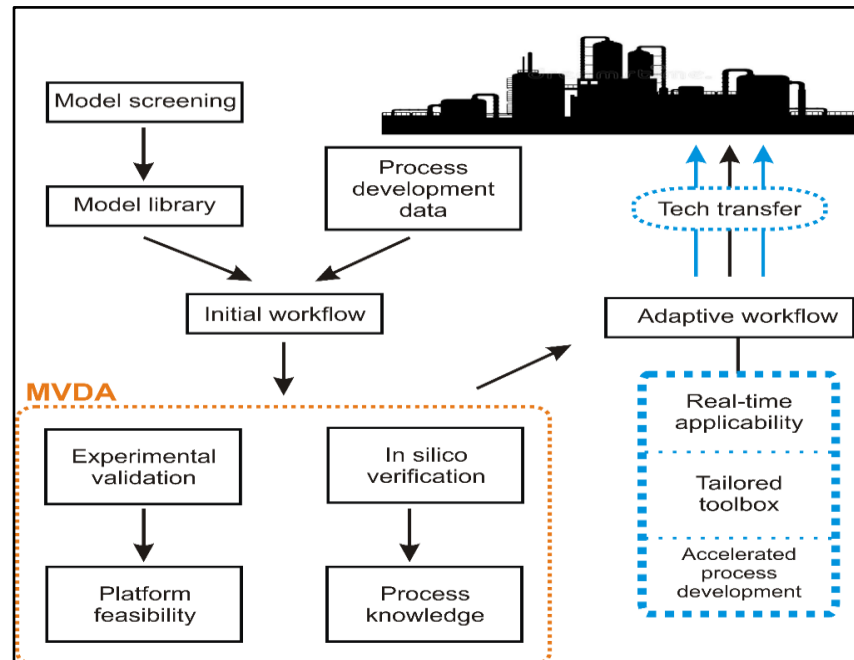 Model screening
Model library
Process
development
data
Initial workflow
Tech transfer
Adaptive workflow
MVDA
Experimental
validation
In silico
verification
Platform
feasibility
Process
knowledge
Real-time
applicability
Tailored
toolbox
Accelerated
process
development